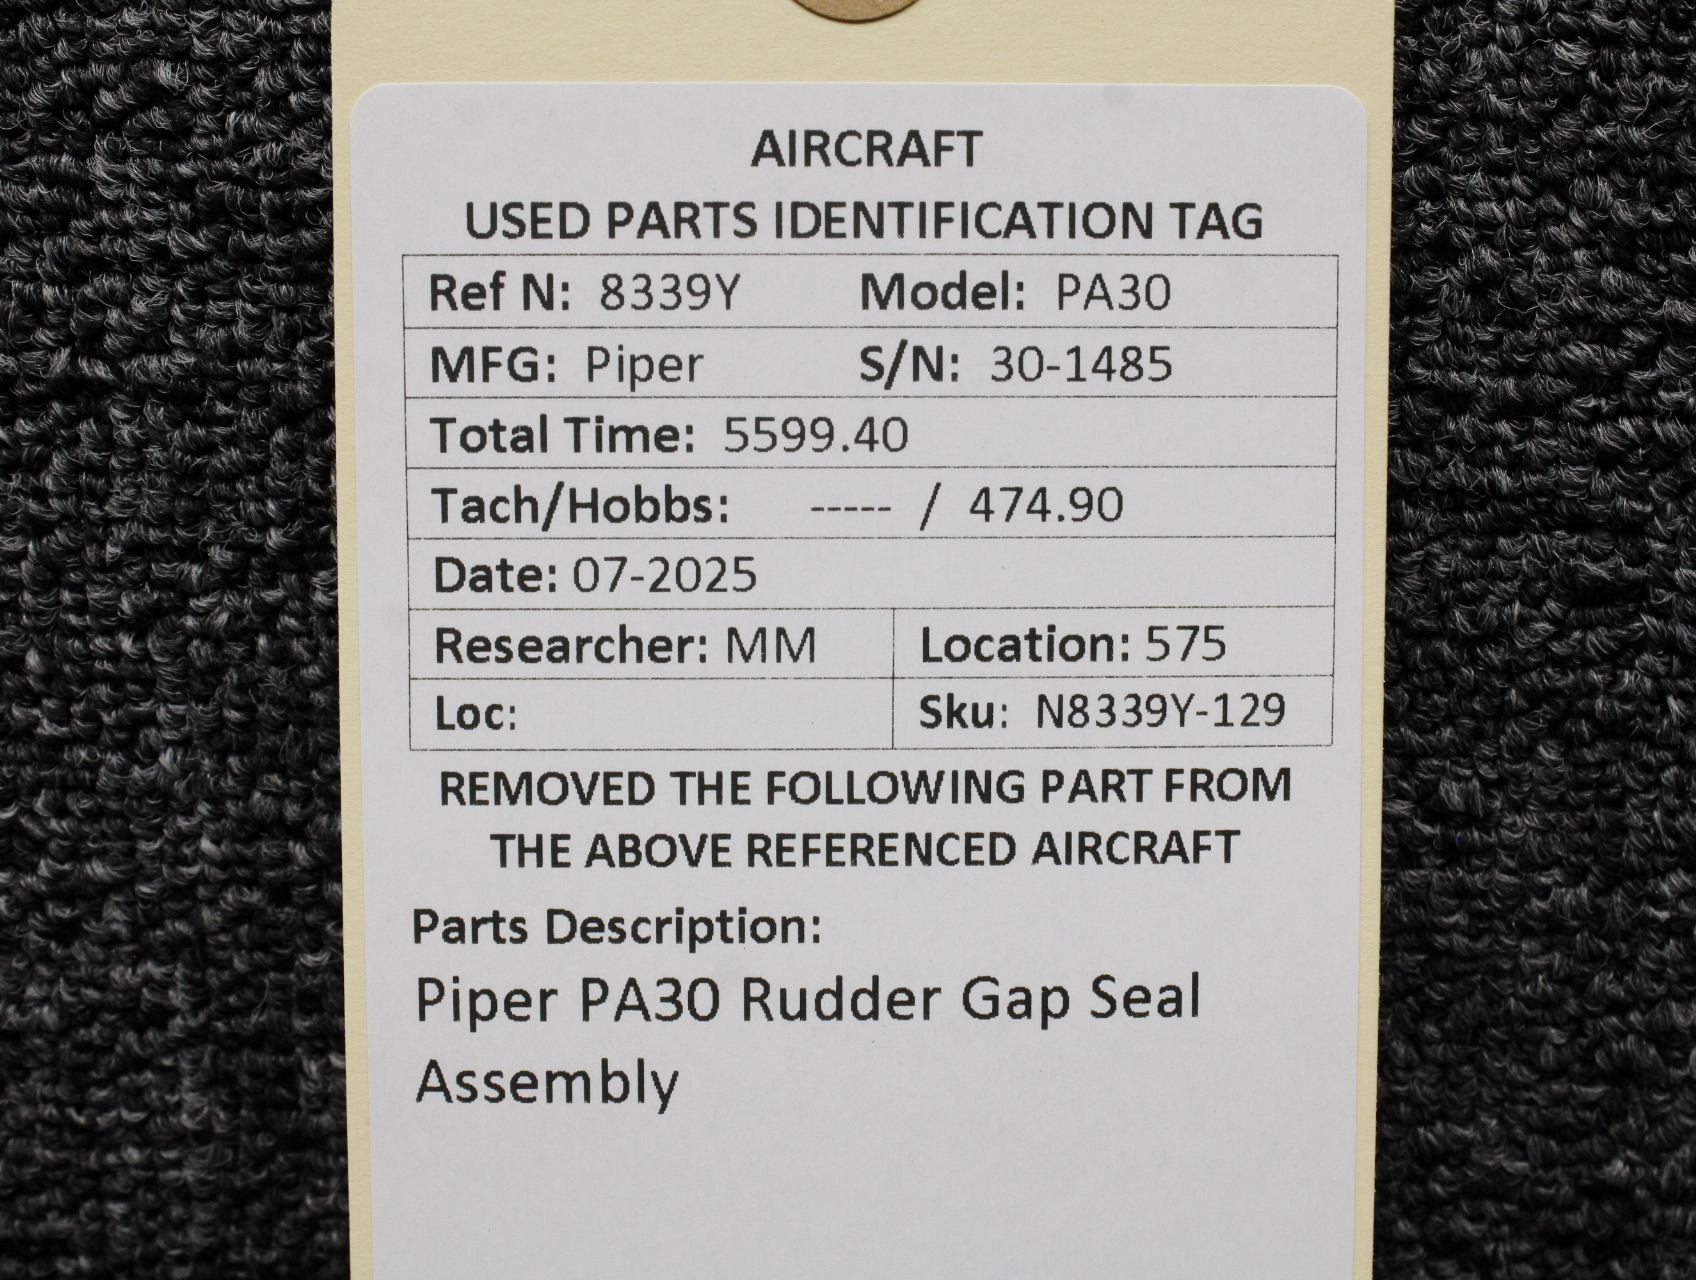 AIRCRAFT
USED PARTS IDENTIFICATION TAG
Ref N: 8339Y Model: PA30
MFG: Piper S/N: 30-1485
Total Time: 5599.40
Tach/Hobbs: ----- / 474.90
Date: 07-2025
Researcher: MM Location: 575
Loc: Sku: N8339Y-129
REMOVED THE FOLLOWING PART FROM
THE ABOVE REFERENCED AIRCRAFT
Parts Description:
Piper PA30 Rudder Gap Seal
Assembly